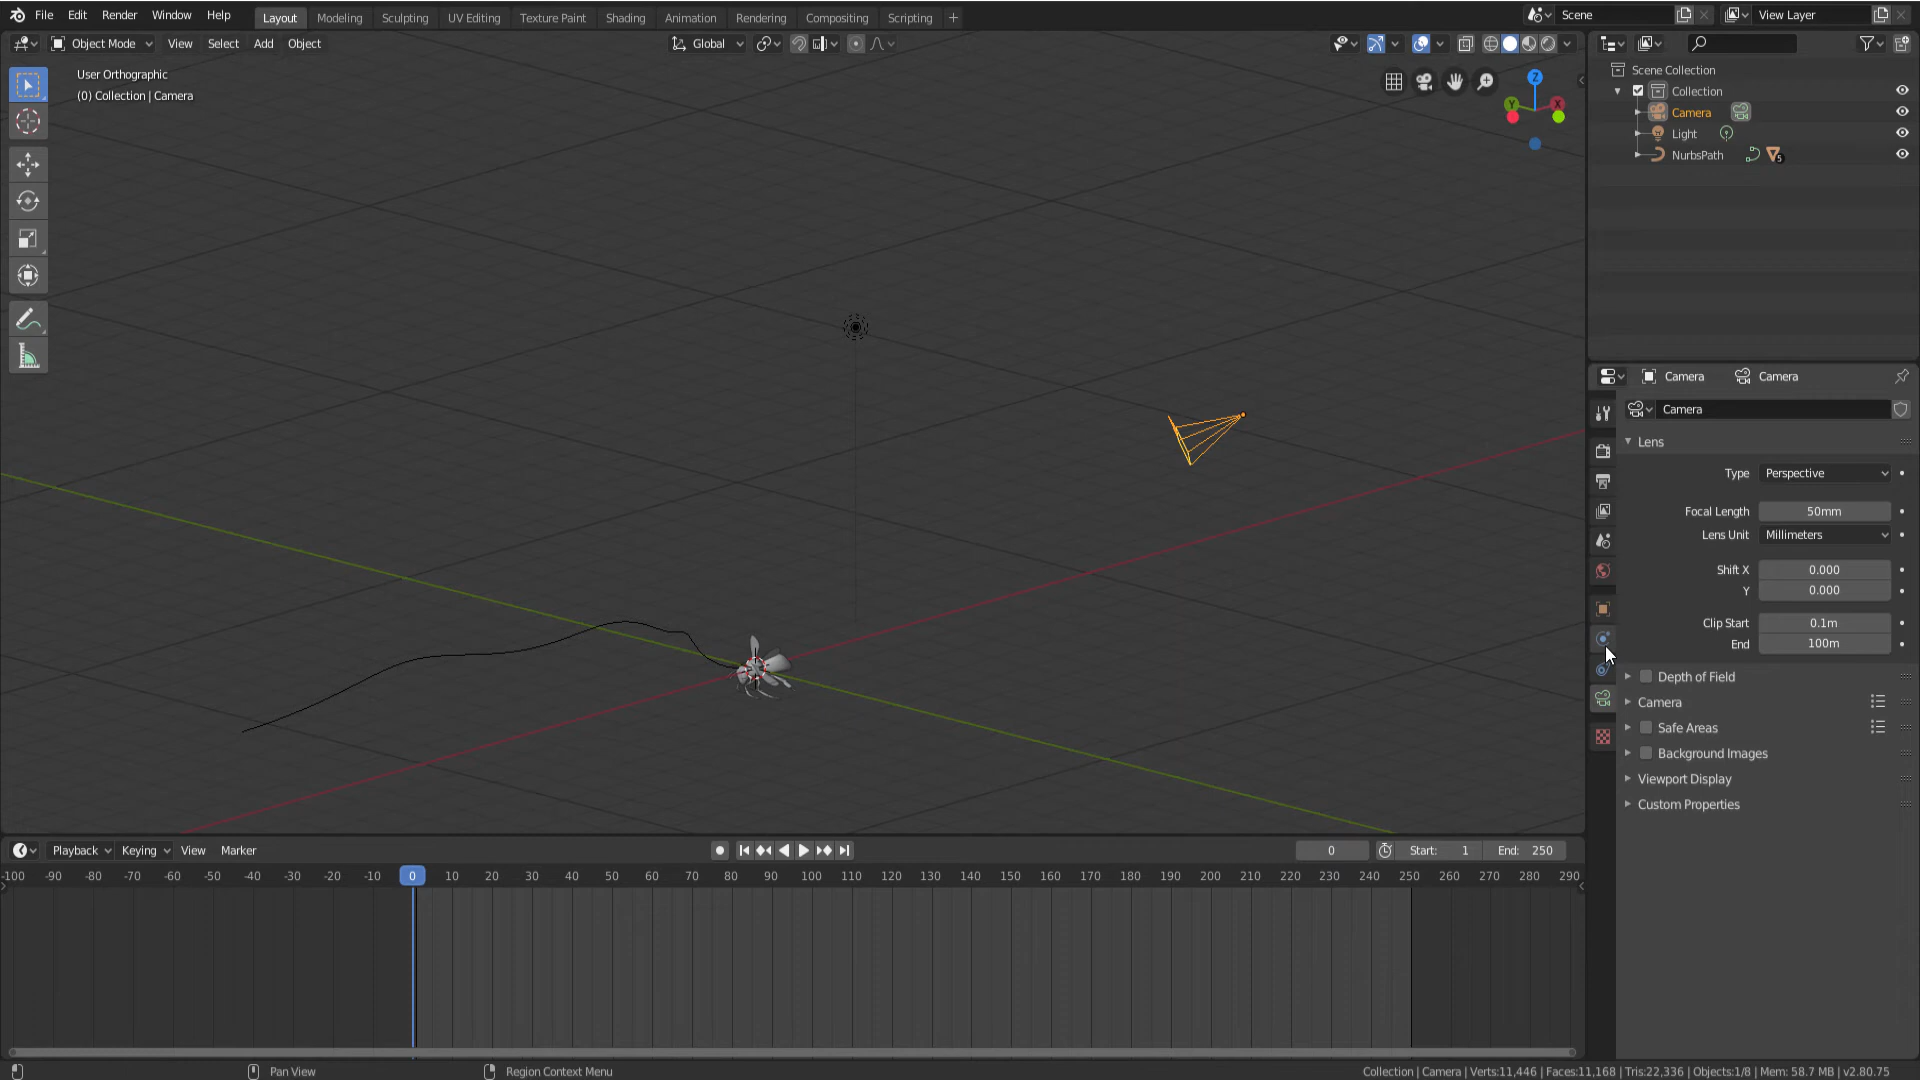 File Edit Render Window Help Layout Modeling Sculpting UV Editing Texture Paint Shading Animation Rendering Compositing Scripting + Scene View Layer
Object Mode View Select Add Object Global
User Orthographic
(0) Collection | Camera
Z
Y X
Scene Collection
Collection
Camera
Light
NurbsPath 5
Camera Camera
Camera
Lens
Type Perspective
Focal Length 50mm
Lens Unit Millimeters
Shift X 0.000
Y 0.000
Clip Start 0.1m
End 100m
Depth of Field
Camera
Safe Areas
Background Images
Viewport Display
Custom Properties
Playback Keying View Marker 0 Start: 1 End: 250
-100 -90 -80 -70 -60 -50 -40 -30 -20 -10 0 10 20 30 40 50 60 70 80 90 100 110 120 130 140 150 160 170 180 190 200 210 220 230 240 250 260 270 280 290
Pan View Region Context Menu Collection | Camera | Verts:11,446 | Faces:11,168 | Tris:22,336 | Objects:1/8 | Mem: 58.7 MB | v2.80.75